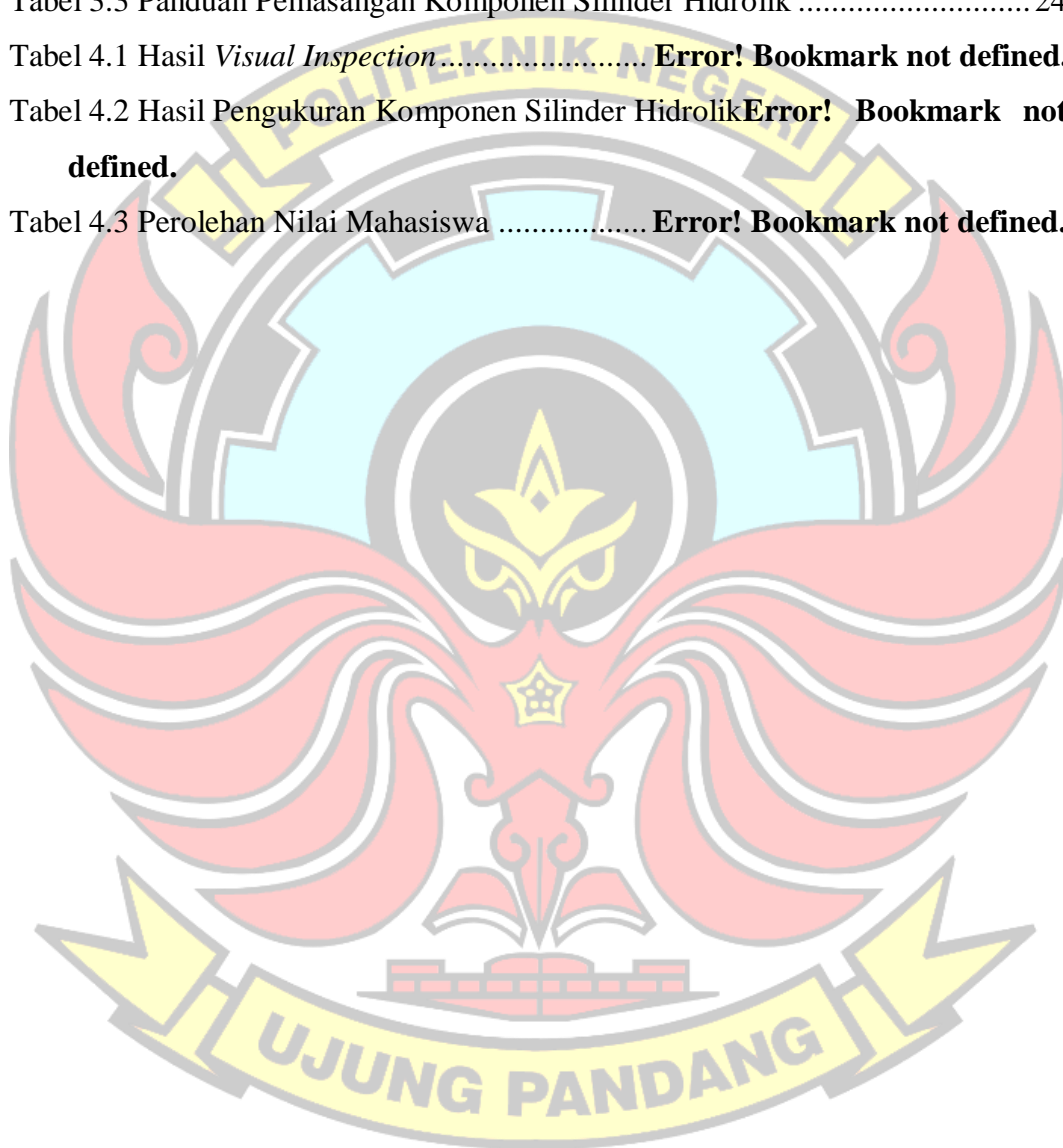 Tabel 3.3 Panduan Pemasangan Komponen Silinder Hidrolik ............................ 24
Tabel 4.1 Hasil Visual Inspection ...................... Error! Bookmark not defined.
Tabel 4.2 Hasil Pengukuran Komponen Silinder HidrolikError! Bookmark not
defined.
Tabel 4.3 Perolehan Nilai Mahasiswa ................. Error! Bookmark not defined.
POLITEKNIK NEGERI
UJUNG PANDANG